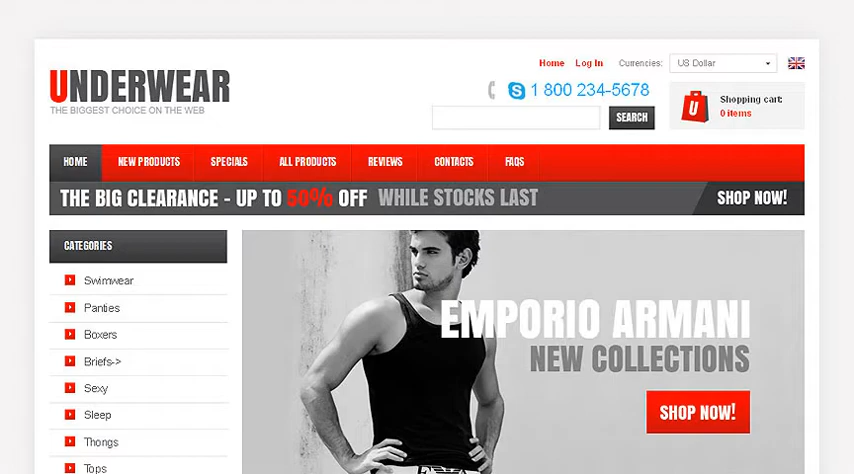 Home Log In Currencies: US Dollar
UNDERWEAR
THE BIGGEST CHOICE ON THE WEB
1 800 234-5678
SEARCH
Shopping cart:
0 items
HOME NEW PRODUCTS SPECIALS ALL PRODUCTS REVIEWS CONTACTS FAQS
THE BIG CLEARANCE - UP TO 50% OFF WHILE STOCKS LAST SHOP NOW!
CATEGORIES
Swimwear
Panties
Boxers
Briefs->
Sexy
Sleep
Thongs
Tops
EMPORIO ARMANI
NEW COLLECTIONS
SHOP NOW!